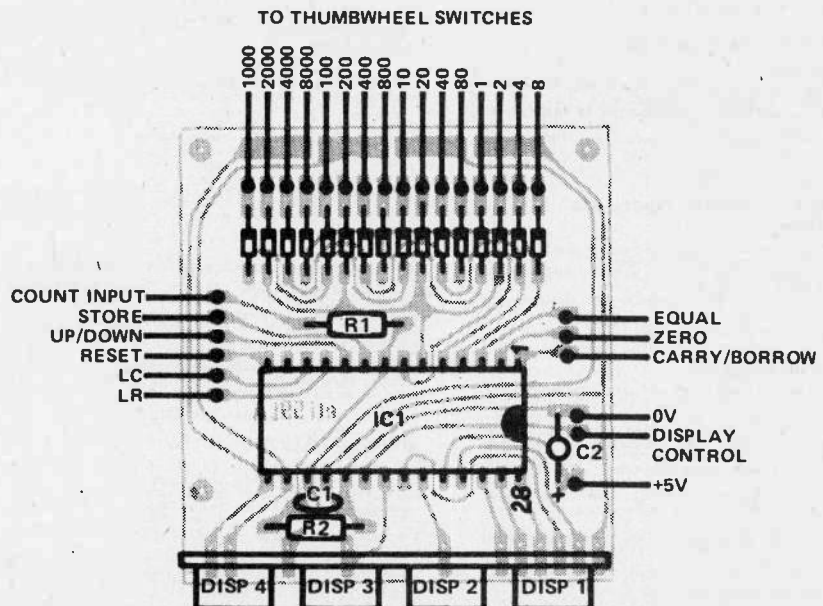 TO THUMBWHEEL SWITCHES
1000
2000
4000
8000
100
200
400
800
10
20
40
80
1
2
4
8
COUNT INPUT
STORE
UP/DOWN
RESET
LC
LR
R1
EQUAL
ZERO
CARRY/BORROW
1
IC1
0V
DISPLAY
CONTROL
C2
+5V
+
28
C1
R2
DISP 4
DISP 3
DISP 2
DISP 1